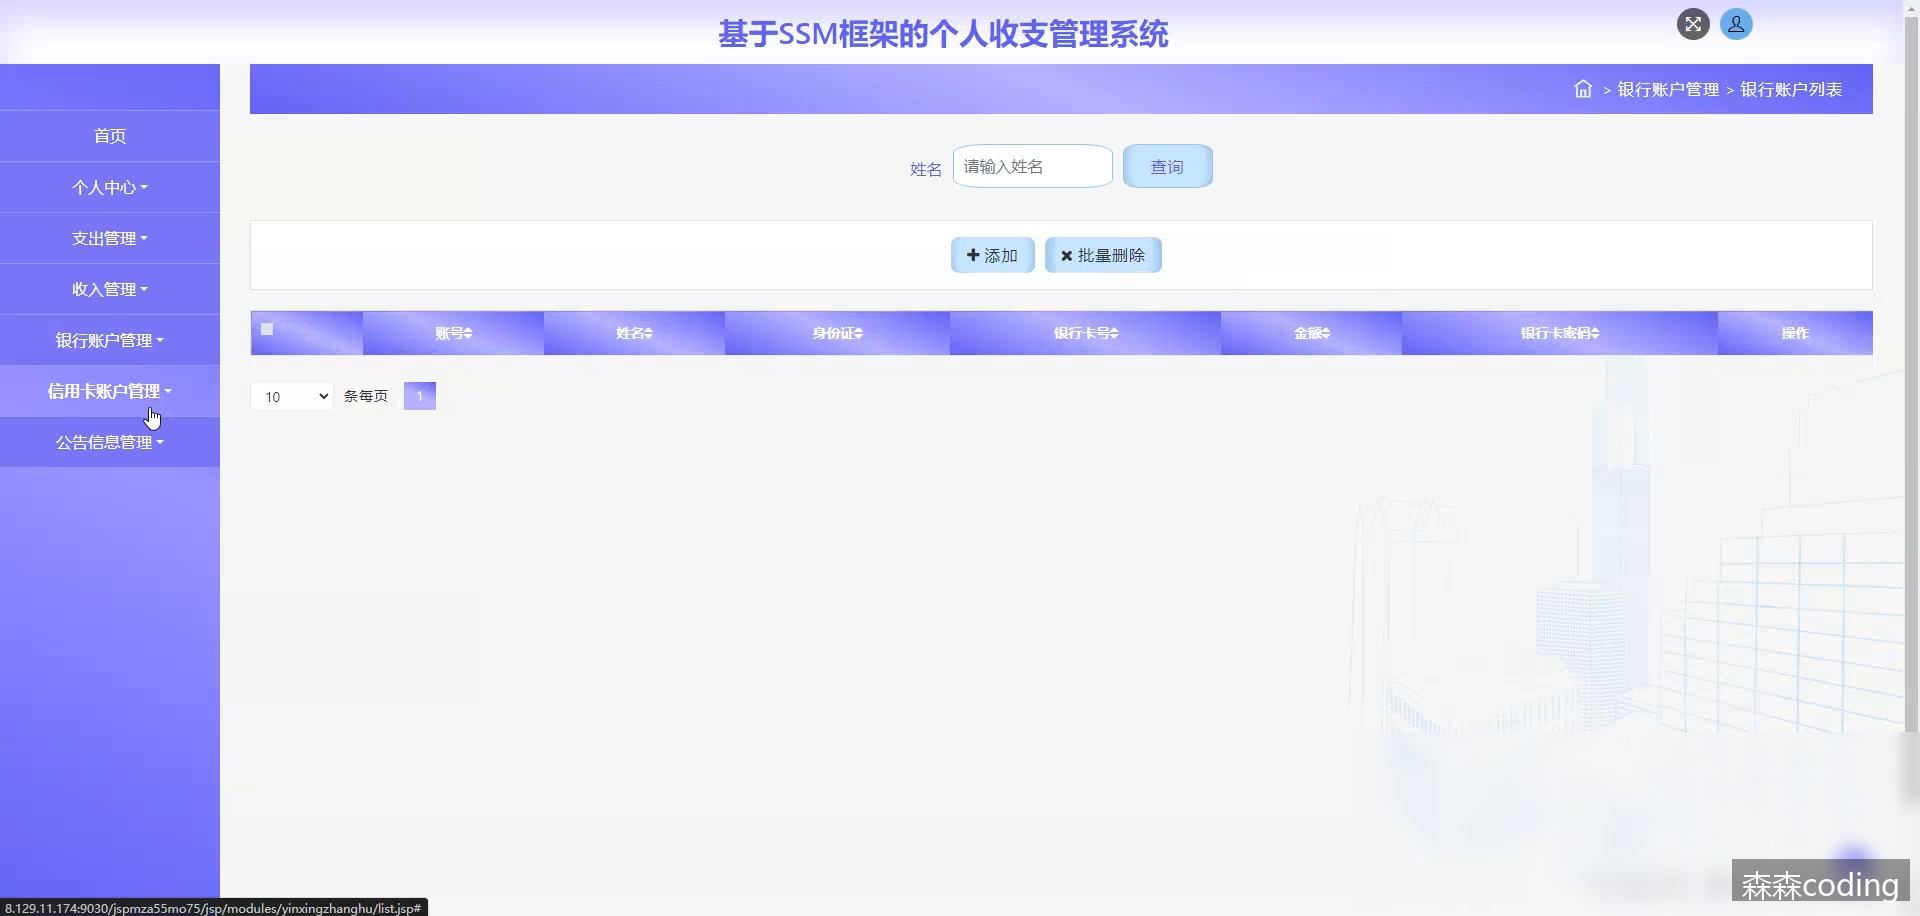 基于SSM框架的个人收支管理系统
> 银行账户管理 > 银行账户列表
首页
个人中心
支出管理
收入管理
银行账户管理
信用卡账户管理
公告信息管理
姓名 请输入姓名 查询
添加 批量删除
账号 姓名 身份证 银行卡号 金额 银行卡密码 操作
10 条每页 1
森森coding
8.129.11.174:9030/jspmza55mo75/jsp/modules/yinxingzhanghu/list.jsp#